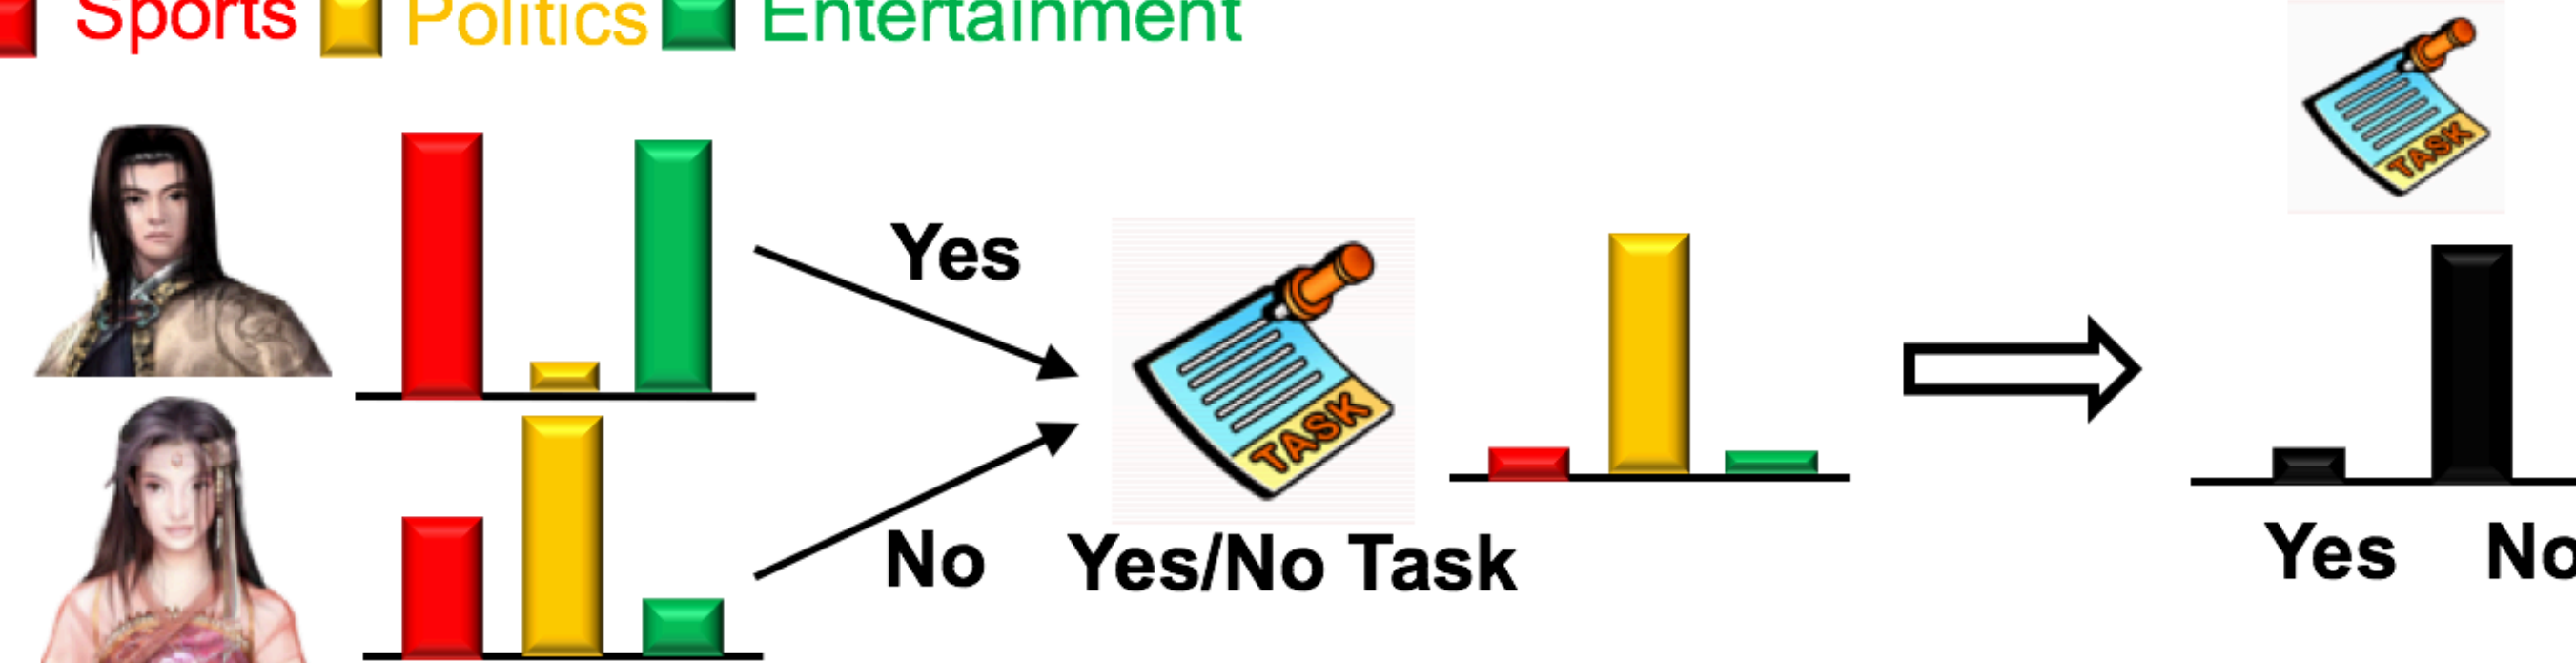 Sports Politics Entertainment
TASK
Yes
TASK
No
Yes/No Task
Yes No